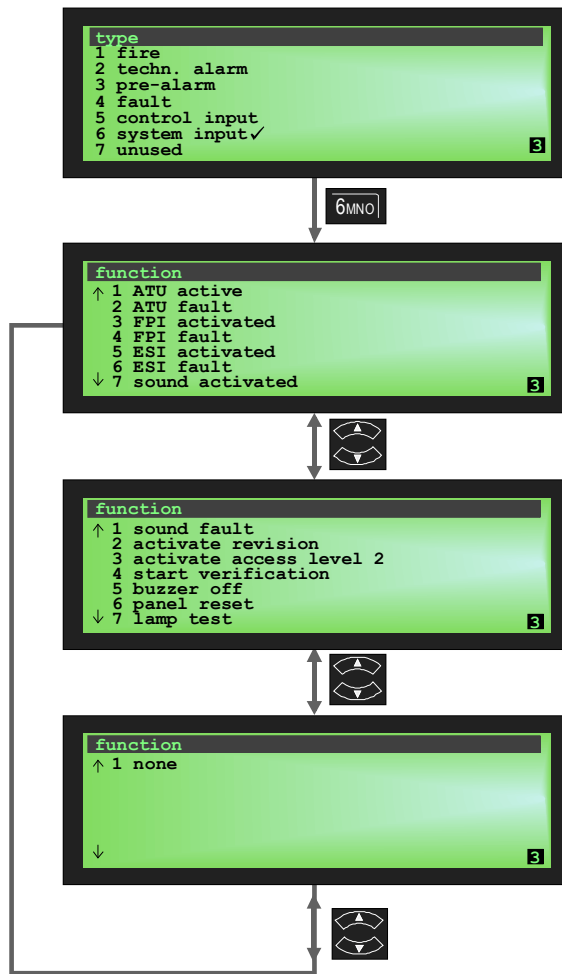 type
1 fire
2 techn. alarm
3 pre-alarm
4 fault
5 control input
6 system input✓
7 unused
3
6MNO
function
↑ 1 ATU active
2 ATU fault
3 FPI activated
4 FPI fault
5 ESI activated
6 ESI fault
↓ 7 sound activated
3
function
↑ 1 sound fault
2 activate revision
3 activate access level 2
4 start verification
5 buzzer off
6 panel reset
↓ 7 lamp test
3
function
↑ 1 none
↓
3